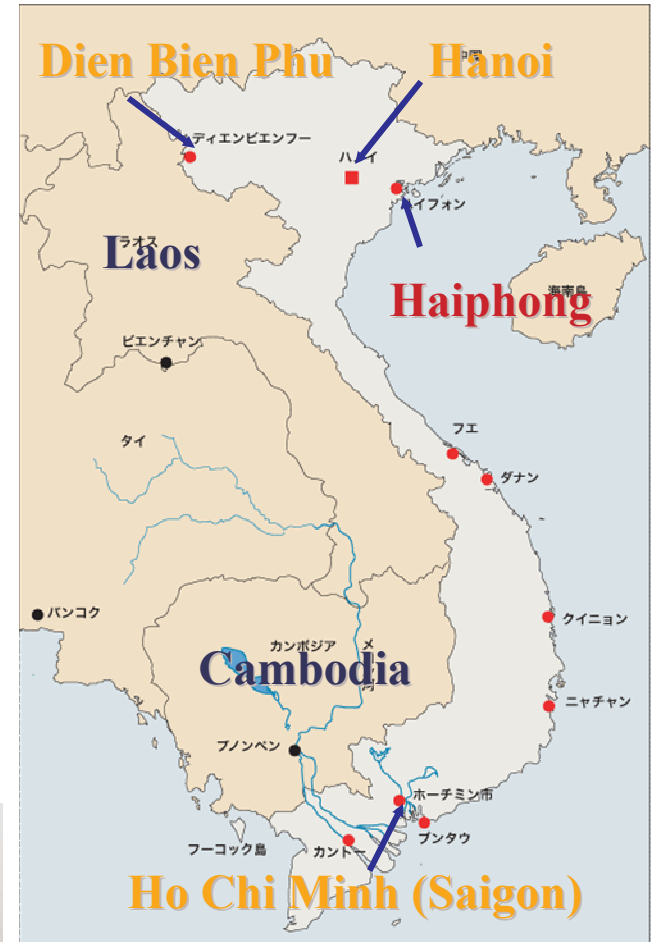 Dien Bien Phu
Hanoi
中国
ディエンビエンフー
ハノイ
ハイフォン
ラオス
Laos
Haiphong
海南島
ビエンチャン
タイ
フエ
ダナン
バンコク
クイニョン
カンボジア
Cambodia
ニャチャン
プノンペン
ホーチミン市
ブンタウ
フーコック島
カントー
Ho Chi Minh (Saigon)